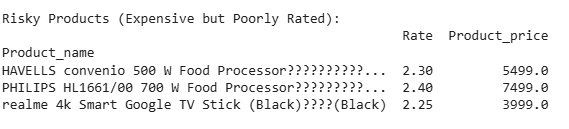 Risky Products (Expensive but Poorly Rated):
Rate Product_price
Product_name
HAVELLS convenio 500 W Food Processor??????????... 2.30 5499.0
PHILIPS HL1661/00 700 W Food Processor?????????... 2.40 7499.0
realme 4k Smart Google TV Stick (Black)????(Black) 2.25 3999.0